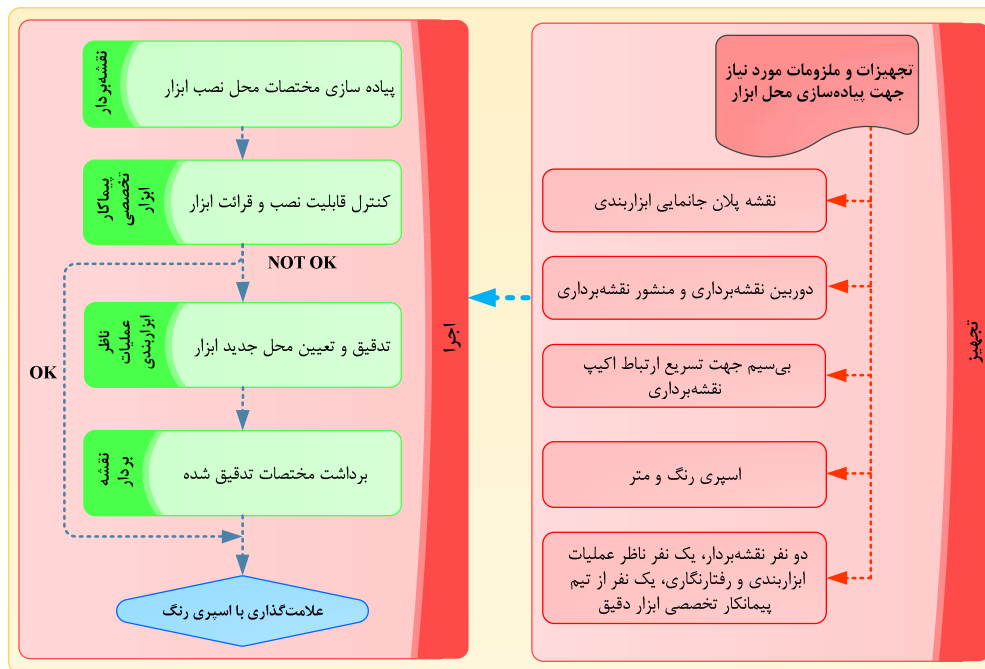 تجهیز
تجهیزات و ملزومات مورد نیاز
جهت پیاده‌سازی محل ابزار
نقشه پلان جانمایی ابزاربندی
دوربین نقشه‌برداری و منشور نقشه‌برداری
بی‌سیم جهت تسریع ارتباط اکیپ
نقشه‌برداری
اسپری رنگ و متر
دو نفر نقشه‌بردار، یک نفر ناظر عملیات
ابزاربندی و رفتارنگاری، یک نفر از تیم
پیمانکار تخصصی ابزار دقیق
اجرا
نقشه‌بردار
پیاده سازی مختصات محل نصب ابزار
پیماکار
تخصصی
ابزار
کنترل قابلیت نصب و قرائت ابزار
NOT OK
OK
ناظر
عملیات
ابزاربندی
تدقیق و تعیین محل جدید ابزار
نقشه
بردار
برداشت مختصات تدقیق شده
علامت‌گذاری با اسپری رنگ